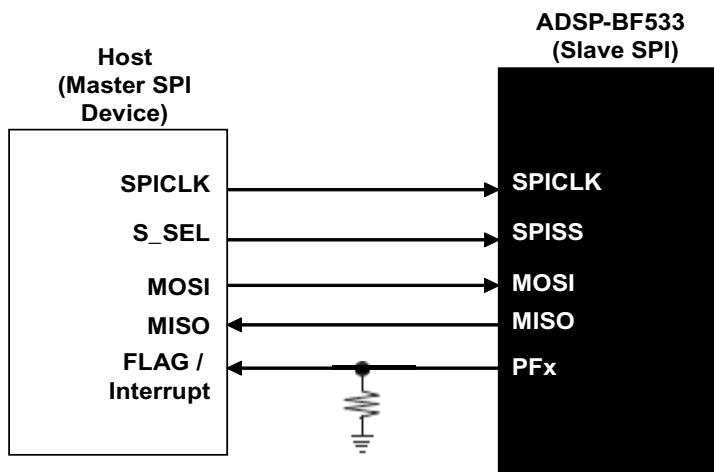 ADSP-BF533
(Slave SPI)
Host
(Master SPI
Device)
SPICLK
S_SEL
MOSI
MISO
FLAG /
Interrupt
SPICLK
SPISS
MOSI
MISO
PFx